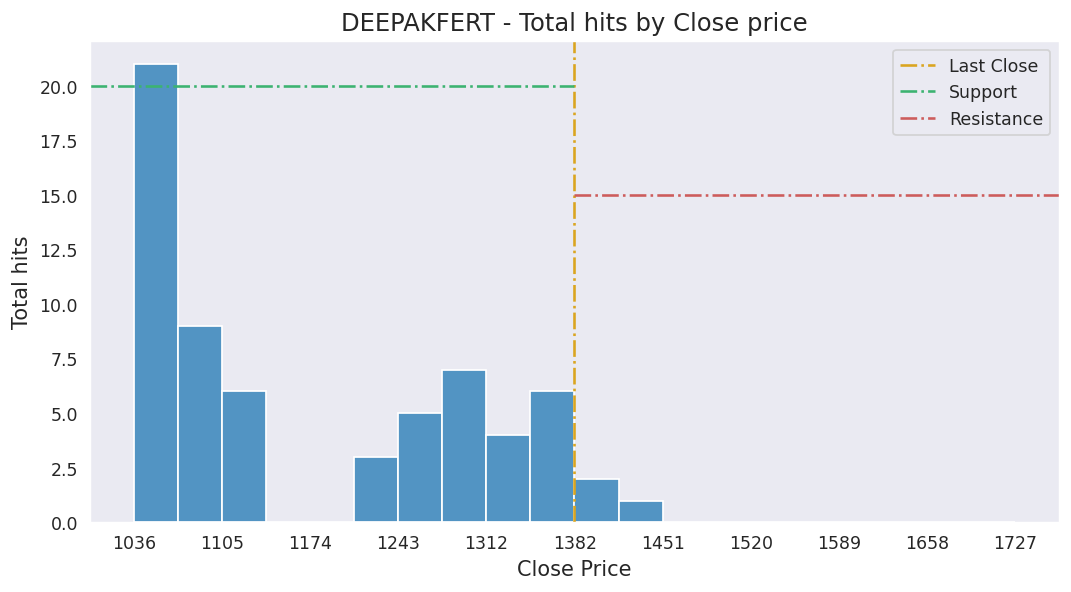 DEEPAKFERT - Total hits by Close price
Last Close
Support
Resistance
Total hits
20.0
17.5
15.0
12.5
10.0
7.5
5.0
2.5
0.0
1036 1105 1174 1243 1312 1382 1451 1520 1589 1658 1727
Close Price